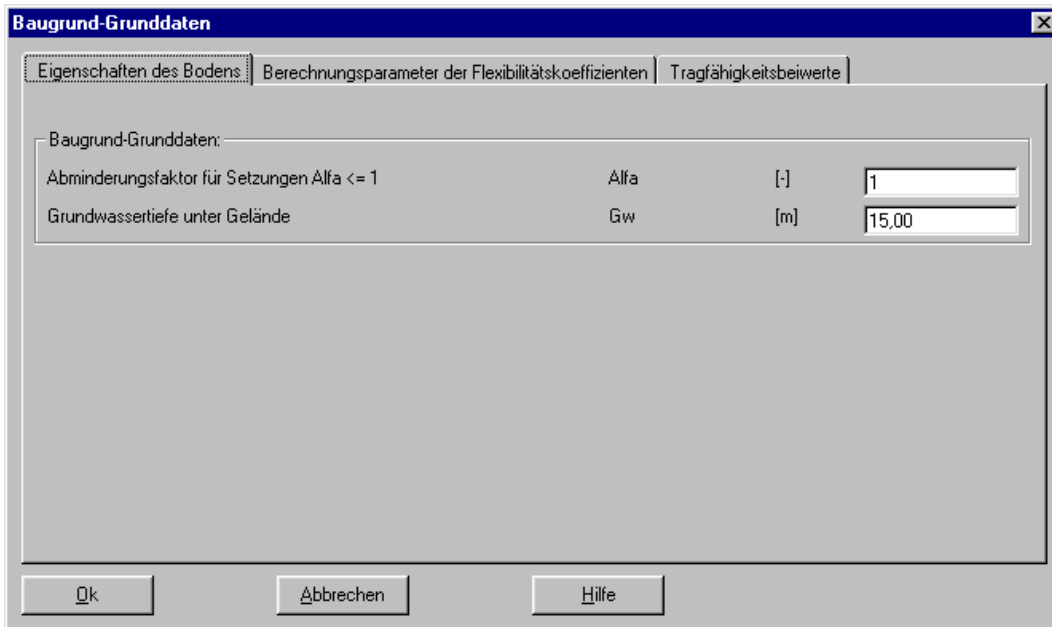 Baugrund-Grunddaten
Eigenschaften des Bodens Berechnungsparameter der Flexibilitätskoeffizienten Tragfähigkeitsbeiwerte
Baugrund-Grunddaten:
Abminderungsfaktor für Setzungen Alfa <= 1 Alfa [-] 1
Grundwassertiefe unter Gelände Gw [m] 15,00
Ok Abbrechen Hilfe